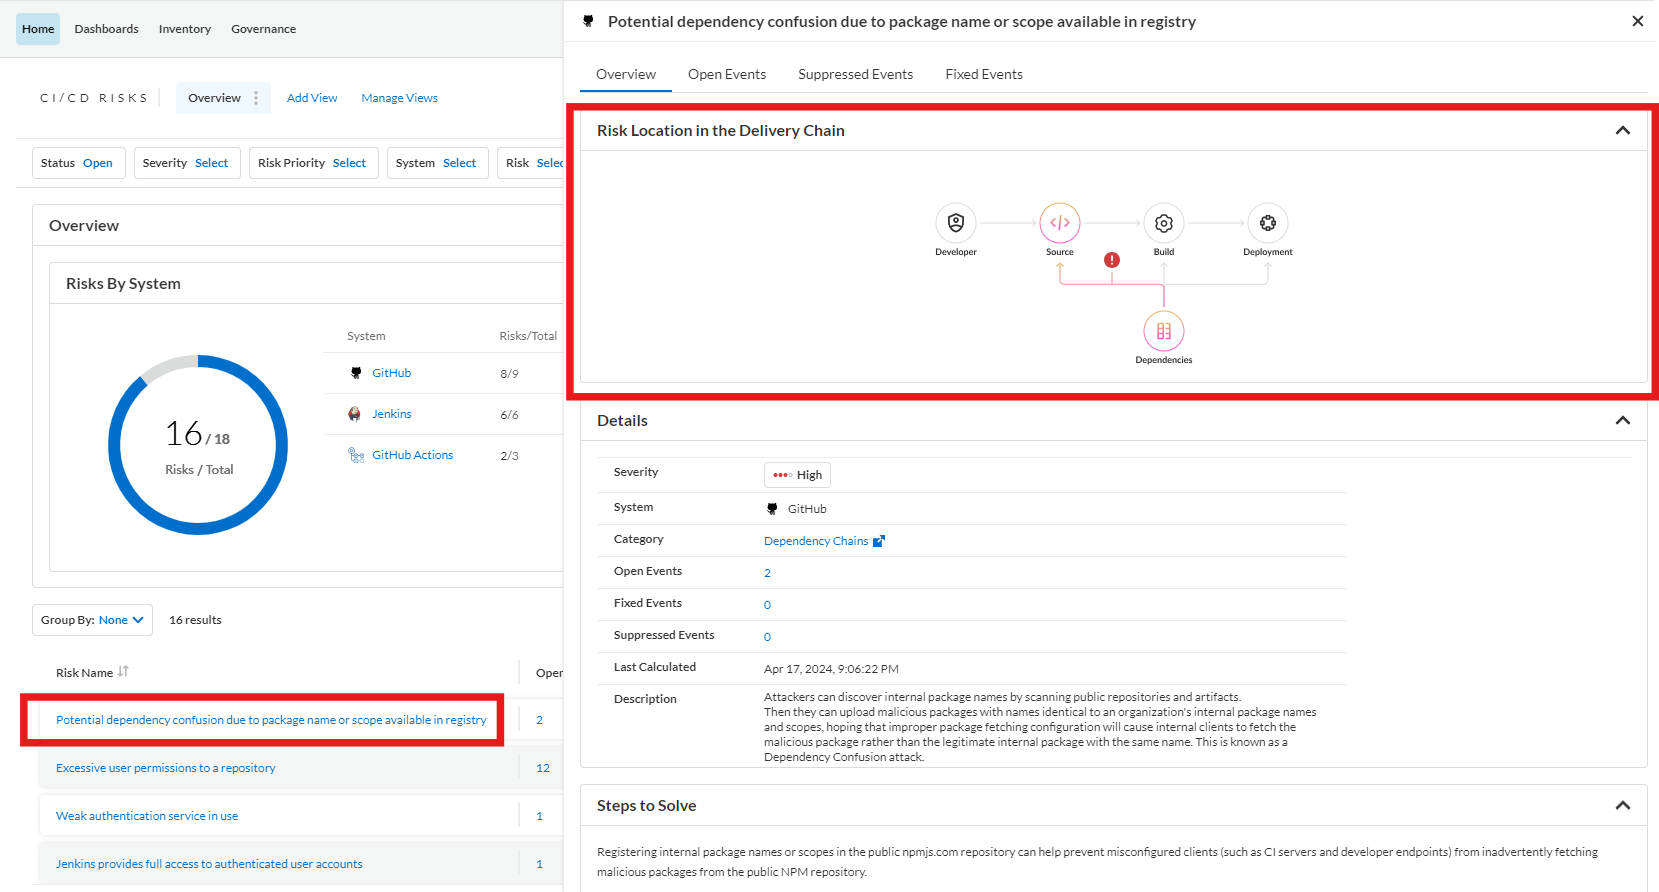 Home Dashboards Inventory Governance
CI/CD RISKS Overview Add View Manage Views
Status Open Severity Select Risk Priority Select System Select Risk
Overview
Risks By System
System Risks/Total
GitHub 8/9
Jenkins 6/6
GitHub Actions 2/3
16 / 18
Risks / Total
Group By: None 16 results
Risk Name
Potential dependency confusion due to package name or scope available in registry 2
Excessive user permissions to a repository 12
Weak authentication service in use 1
Jenkins provides full access to authenticated user accounts 1
Potential dependency confusion due to package name or scope available in registry
Overview Open Events Suppressed Events Fixed Events
Risk Location in the Delivery Chain
Developer Source Build Deployment
Dependencies
Details
Severity High
System GitHub
Category Dependency Chains
Open Events 2
Fixed Events 0
Suppressed Events 0
Last Calculated Apr 17, 2024, 9:06:22 PM
Description Attackers can discover internal package names by scanning public repositories and artifacts.
Then they can upload malicious packages with names identical to an organization's internal package names
and scopes, hoping that improper package fetching configuration will cause internal clients to fetch the
malicious package rather than the legitimate internal package with the same name. This is known as a
Dependency Confusion attack.
Steps to Solve
Registering internal package names or scopes in the public npmjs.com repository can help prevent misconfigured clients (such as CI servers and developer endpoints) from inadvertently fetching
malicious packages from the public NPM repository.